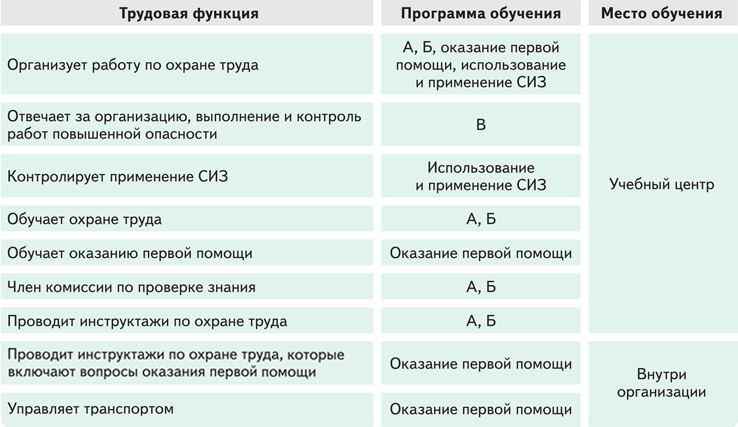 Трудовая функция
Программа обучения
Место обучения
Организует работу по охране труда
А, Б, оказание первой
помощи, использование
и применение СИЗ
Отвечает за организацию, выполнение и контроль
работ повышенной опасности
В
Контролирует применение СИЗ
Использование
и применение СИЗ
Учебный центр
Обучает охране труда
А, Б
Обучает оказанию первой помощи
Оказание первой помощи
Член комиссии по проверке знания
А, Б
Проводит инструктажи по охране труда
А, Б
Проводит инструктажи по охране труда, которые
включают вопросы оказания первой помощи
Оказание первой помощи
Внутри
организации
Управляет транспортом
Оказание первой помощи